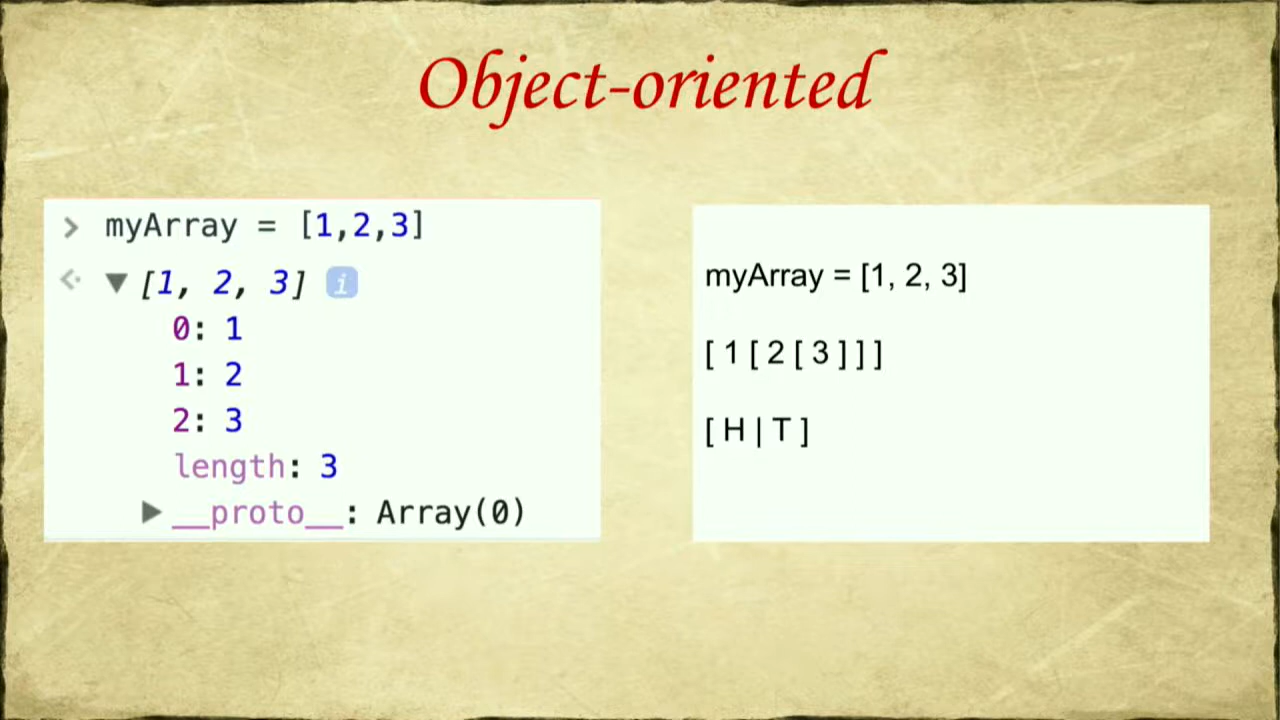 Object-oriented
> myArray = [1,2,3]
<· ▼ [1, 2, 3] i
0: 1
1: 2
2: 3
length: 3
▶ __proto__: Array(0)
myArray = [1, 2, 3]
[ 1 [ 2 [ 3 ] ] ]
[ H | T ]